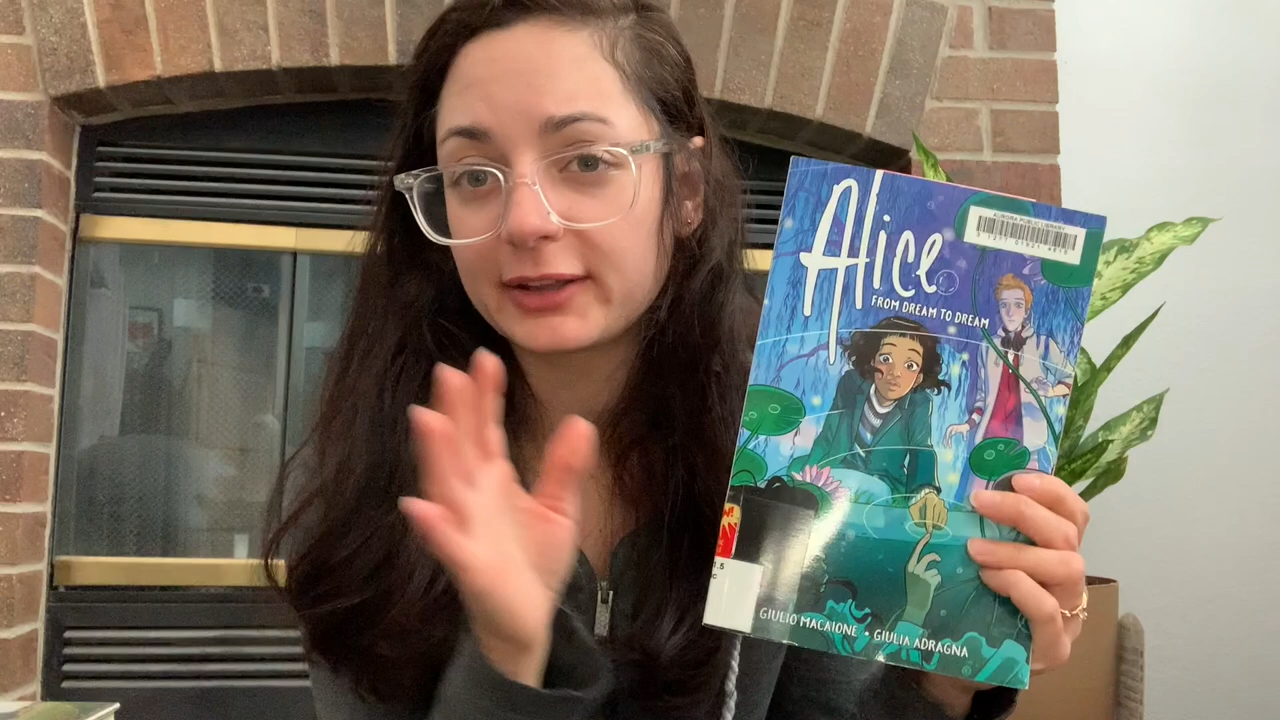 Alice
FROM DREAM TO DREAM
AURORA PUBLIC LIBRARY
GIULIO MACAIONE • GIULIA ADRAGNA